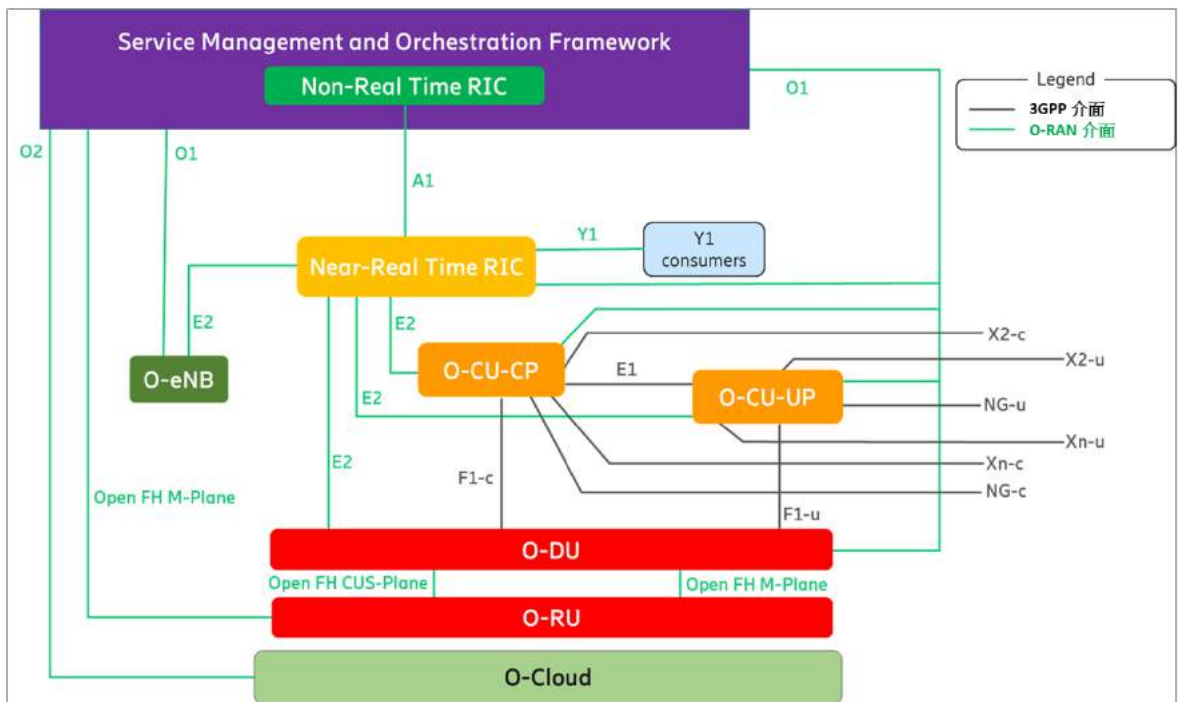 Service Management and Orchestration Framework
Non-Real Time RIC
O1
Legend
3GPP 介面
O-RAN 介面
O2
O1
A1
Y1
Y1
consumers
Near-Real Time RIC
E2
E2
X2-c
X2-u
O-eNB
O-CU-CP
E1
O-CU-UP
E2
NG-u
Xn-u
E2
Xn-c
F1-c
NG-c
Open FH M-Plane
F1-u
O-DU
Open FH CUS-Plane
Open FH M-Plane
O-RU
O-Cloud